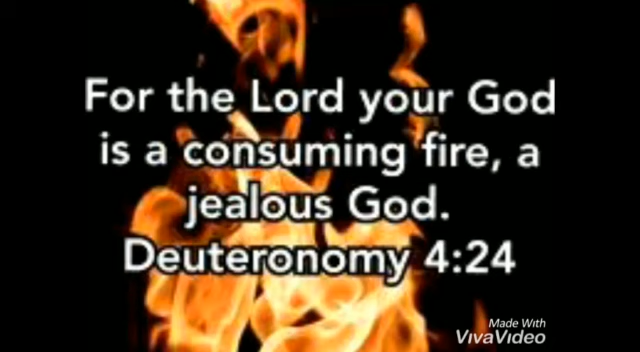 For the Lord your God
is a consuming fire, a
jealous God.
Deuteronomy 4:24
Made With
VivaVideo